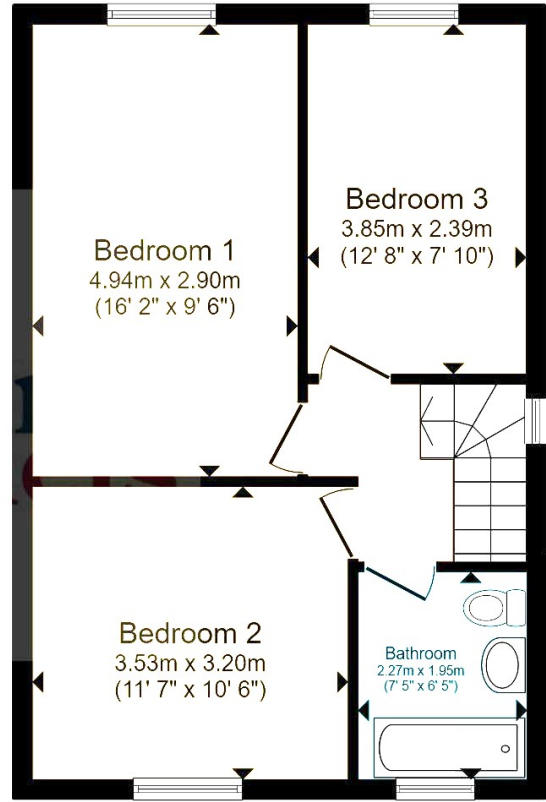 Bedroom 1
4.94m x 2.90m
(16' 2" x 9' 6")
Bedroom 3
3.85m x 2.39m
(12' 8" x 7' 10")
Bedroom 2
3.53m x 3.20m
(11' 7" x 10' 6")
Bathroom
2.27m x 1.95m
(7' 5" x 6' 5")